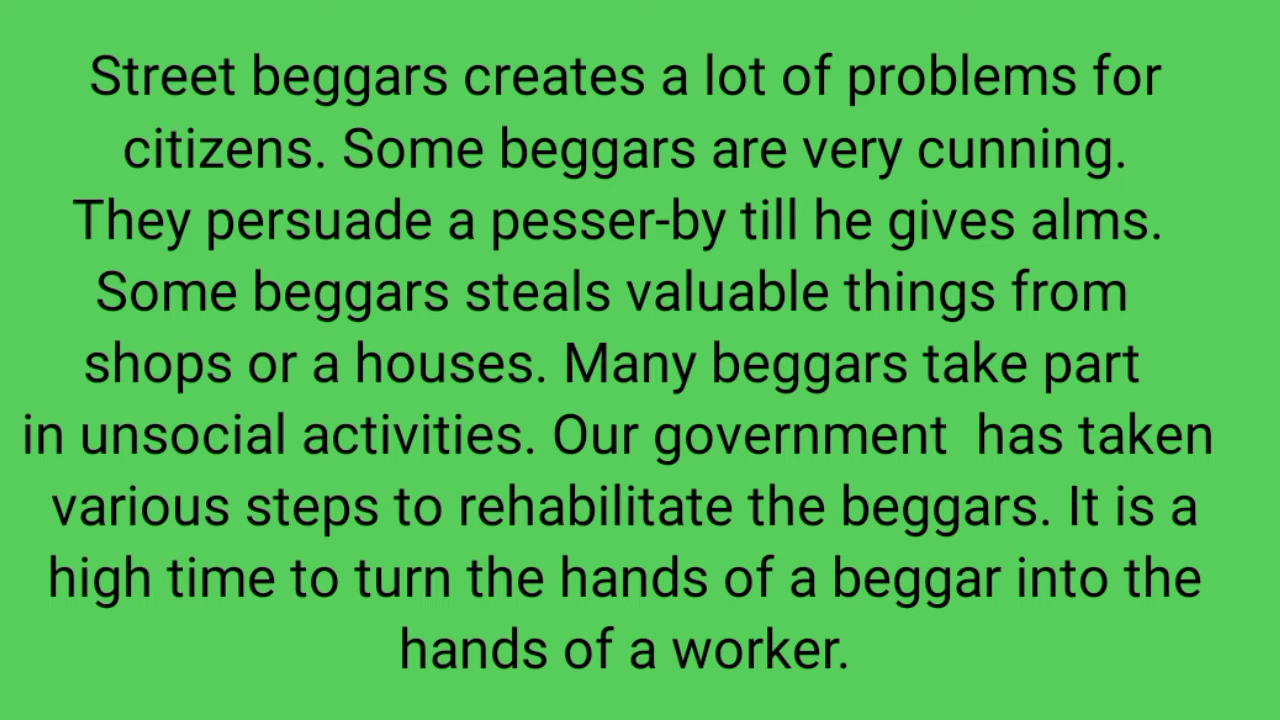 Street beggars creates a lot of problems for
citizens. Some beggars are very cunning.
They persuade a pesser-by till he gives alms.
Some beggars steals valuable things from
shops or a houses. Many beggars take part
in unsocial activities. Our government  has taken
various steps to rehabilitate the beggars. It is a
high time to turn the hands of a beggar into the
hands of a worker.